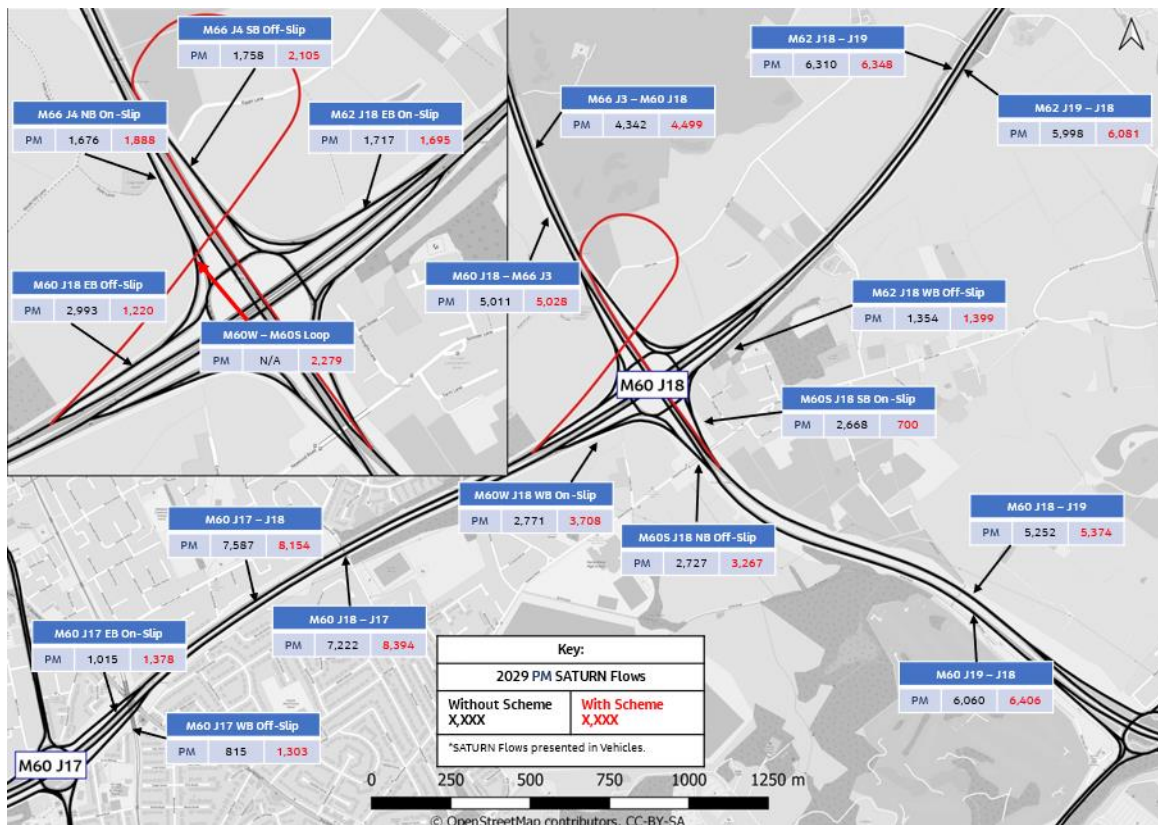 M66 J4 SB Off-Slip
PM 1,758 2,105
M66 J4 NB On-Slip
PM 1,676 1,888
M62 J18 EB On-Slip
PM 1,717 1,695
M60 J18 EB Off-Slip
PM 2,993 1,220
M60W – M60S Loop
PM N/A 2,279
M62 J18 – J19
PM 6,310 6,348
M66 J3 – M60 J18
PM 4,342 4,499
M62 J19 – J18
PM 5,998 6,081
M60 J18 – M66 J3
PM 5,011 5,028
M62 J18 WB Off-Slip
PM 1,354 1,399
M60 J18
M60S J18 SB On-Slip
PM 2,668 700
M60W J18 WB On-Slip
PM 2,771 3,708
M60S J18 NB Off-Slip
PM 2,727 3,267
M60 J18 – J19
PM 5,252 5,374
M60 J17 – J18
PM 7,587 8,154
M60 J18 – J17
PM 7,222 8,394
M60 J17 EB On-Slip
PM 1,015 1,378
M60 J19 – J18
PM 6,060 6,406
M60 J17 WB Off-Slip
PM 815 1,303
M60 J17
Key:
2029 PM SATURN Flows
Without Scheme
X,XXX
With Scheme
X,XXX
*SATURN Flows presented in Vehicles.
0 250 500 750 1000 1250 m
© OpenStreetMap contributors, CC-BY-SA